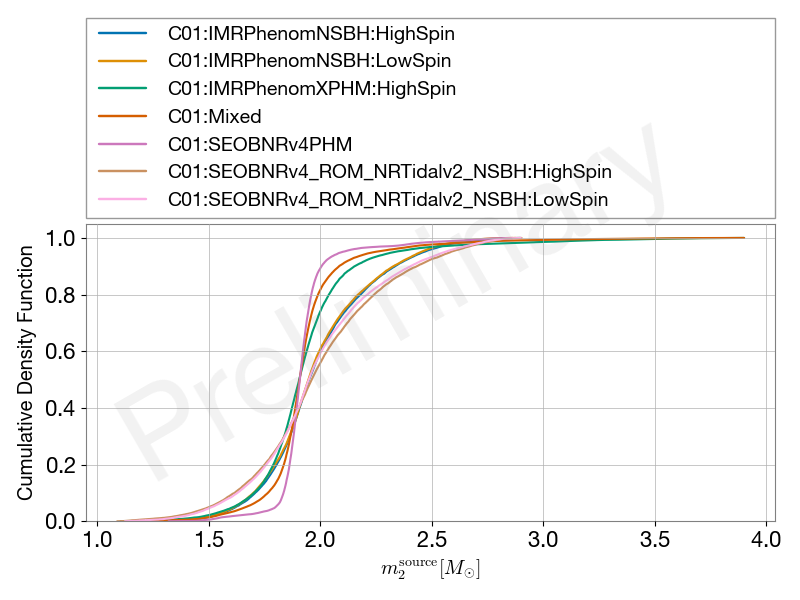 C01:IMRPhenomNSBH:HighSpin
C01:IMRPhenomNSBH:LowSpin
C01:IMRPhenomXPHM:HighSpin
C01:Mixed
C01:SEOBNRv4PHM
C01:SEOBNRv4_ROM_NRTidalv2_NSBH:HighSpin
C01:SEOBNRv4_ROM_NRTidalv2_NSBH:LowSpin
Preliminary
Cumulative Density Function
1.0
0.8
0.6
0.4
0.2
0.0
1.0 1.5 2.0 2.5 3.0 3.5 4.0
m₂^source [M⊙]